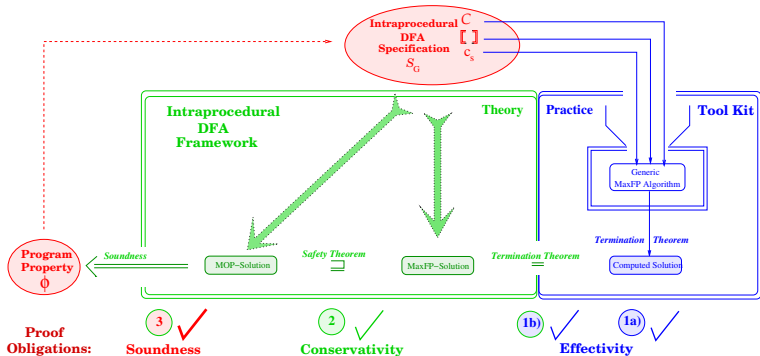 Intraprocedural C
DFA [ ]
Specification c_s
S_G
Intraprocedural
DFA
Framework
Theory
Practice
Tool Kit
Generic
MaxFP Algorithm
Termination Theorem
Soundness
Safety Theorem
Termination Theorem
Program
Property
ϕ
MOP-Solution
⊒
MaxFP-Solution
=
Computed Solution
3
2
1b)
1a)
Proof
Obligations:
Soundness
Conservativity
Effectivity